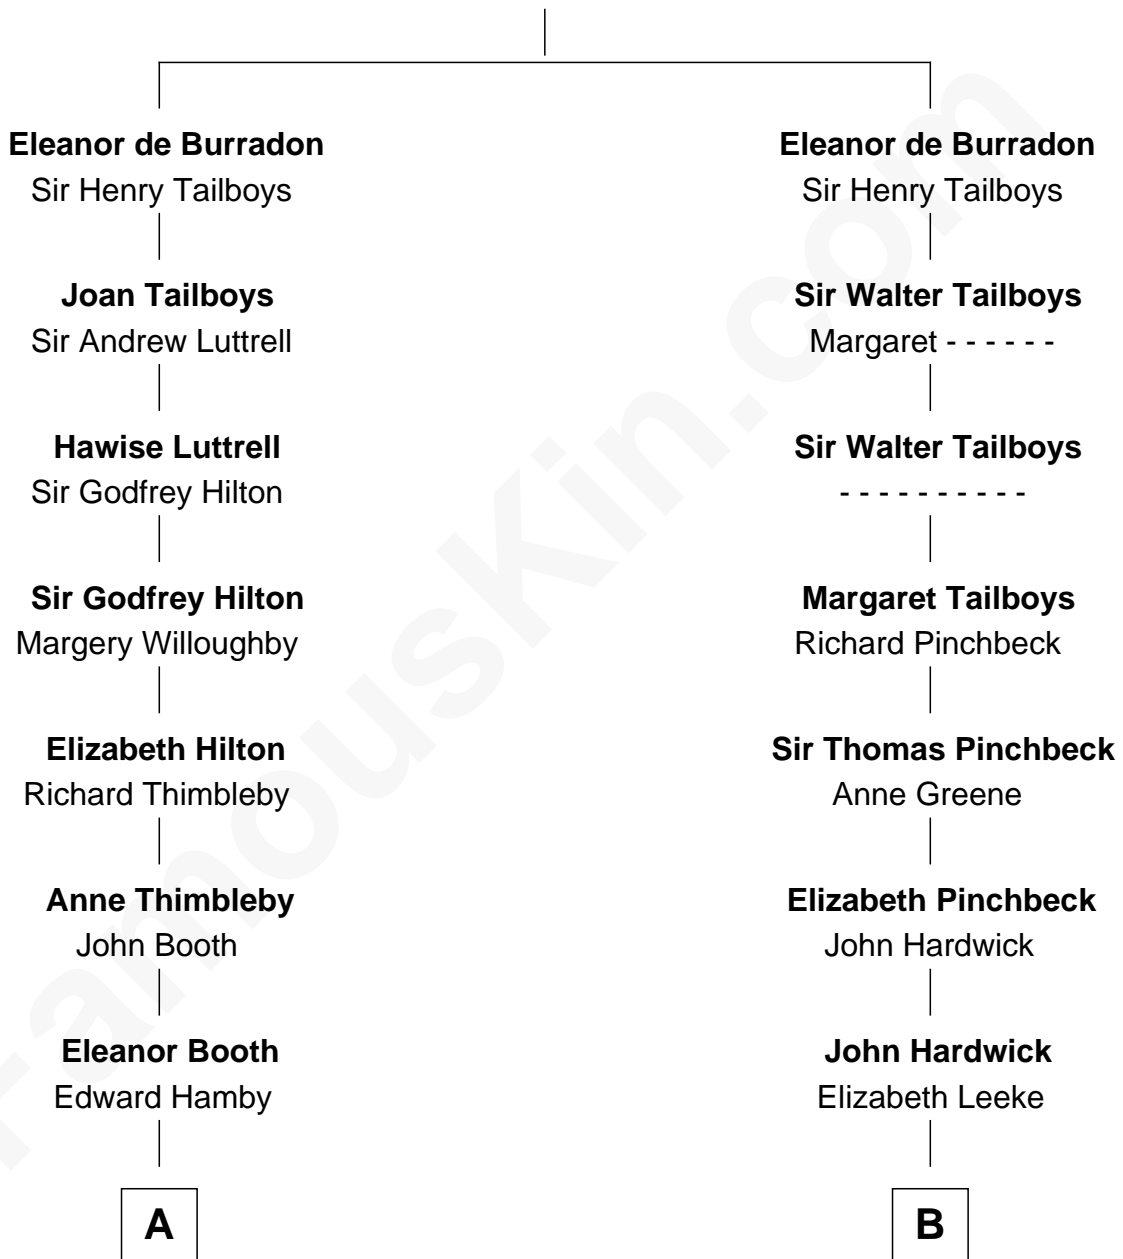 Eleanor de Burradon
Sir Henry Tailboys
Joan Tailboys
Sir Andrew Luttrell
Hawise Luttrell
Sir Godfrey Hilton
Sir Godfrey Hilton
Margery Willoughby
Elizabeth Hilton
Richard Thimbleby
Anne Thimbleby
John Booth
Eleanor Booth
Edward Hamby
A
Eleanor de Burradon
Sir Henry Tailboys
Sir Walter Tailboys
Margaret - - - - - -
Sir Walter Tailboys
- - - - - - - - - -
Margaret Tailboys
Richard Pinchbeck
Sir Thomas Pinchbeck
Anne Greene
Elizabeth Pinchbeck
John Hardwick
John Hardwick
Elizabeth Leeke
B
FamousKin.com